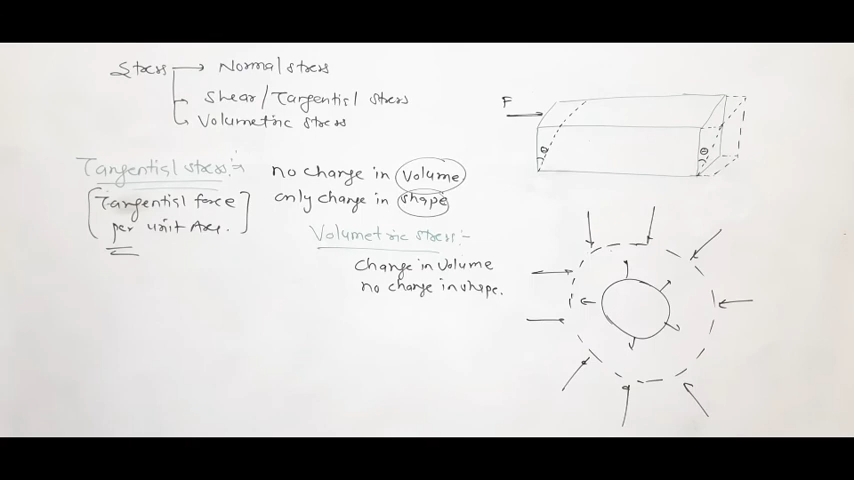 Stress → Normal stress
Shear/Tangential stress
Volumetric stress
Tangential stress:-
no change in Volume
only change in shape
[Tangential force
per unit Area.]
Volumetric stress:-
change in volume
no change in shape.
F
θ
θ